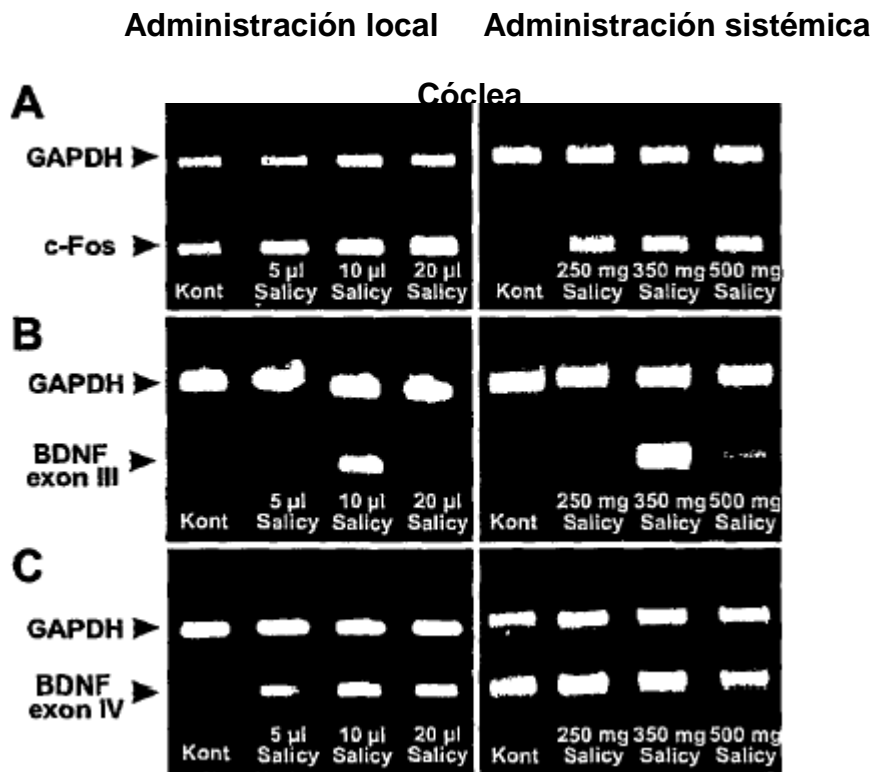 Administración local Administración sistémica
Cóclea
A
GAPDH
c-Fos
Kont 5 µl Salicy 10 µl Salicy 20 µl Salicy
Kont 250 mg Salicy 350 mg Salicy 500 mg Salicy
B
GAPDH
BDNF
exon III
Kont 5 µl Salicy 10 µl Salicy 20 µl Salicy
Kont 250 mg Salicy 350 mg Salicy 500 mg Salicy
C
GAPDH
BDNF
exon IV
Kont 5 µl Salicy 10 µl Salicy 20 µl Salicy
Kont 250 mg Salicy 350 mg Salicy 500 mg Salicy